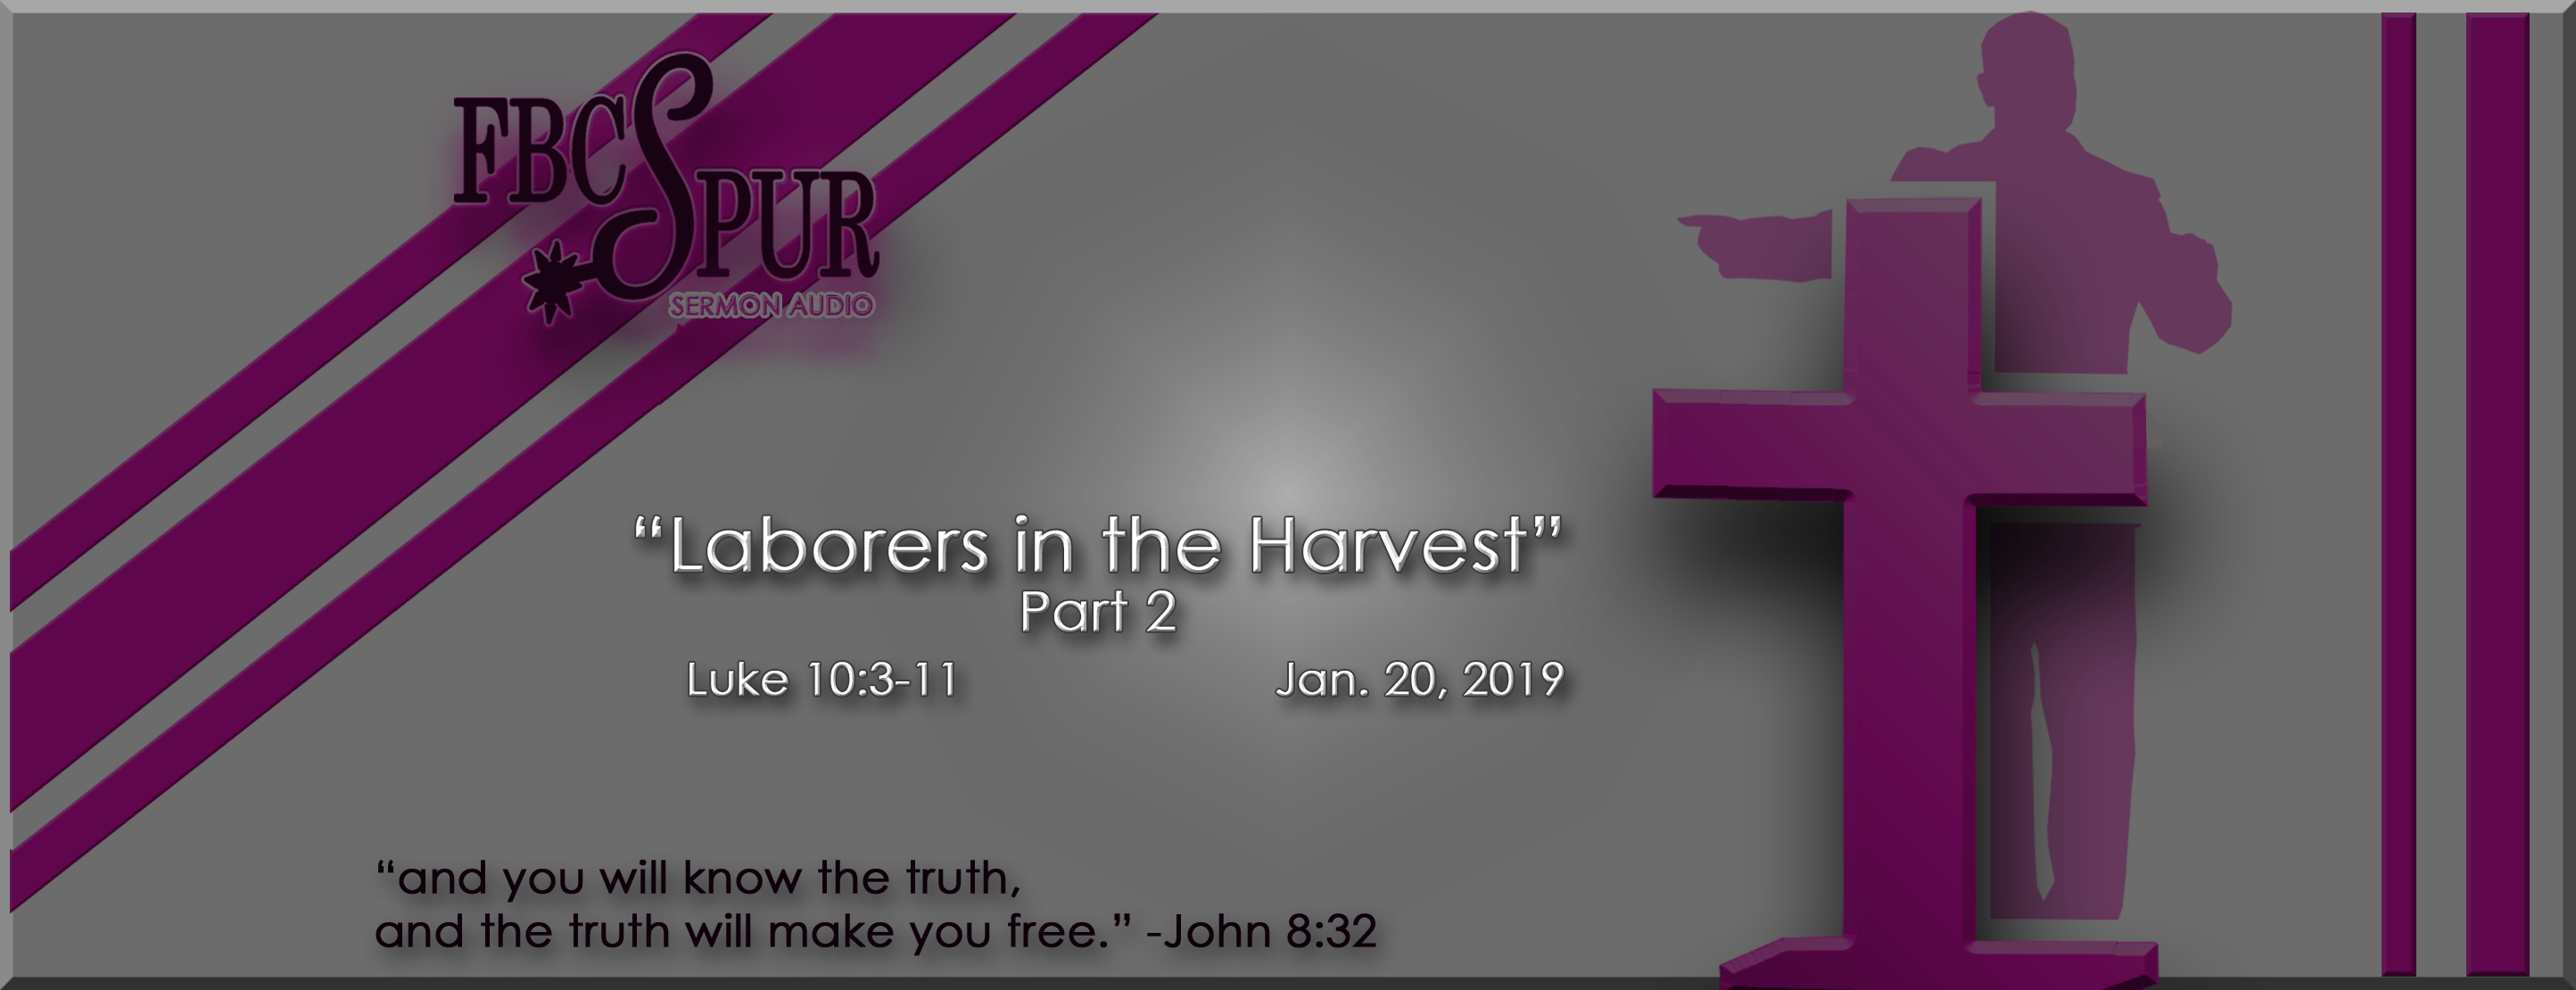 FBC SPUR
SERMON AUDIO
“Laborers in the Harvest”
Part 2
Luke 10:3-11 Jan. 20, 2019
“and you will know the truth,
and the truth will make you free.” -John 8:32